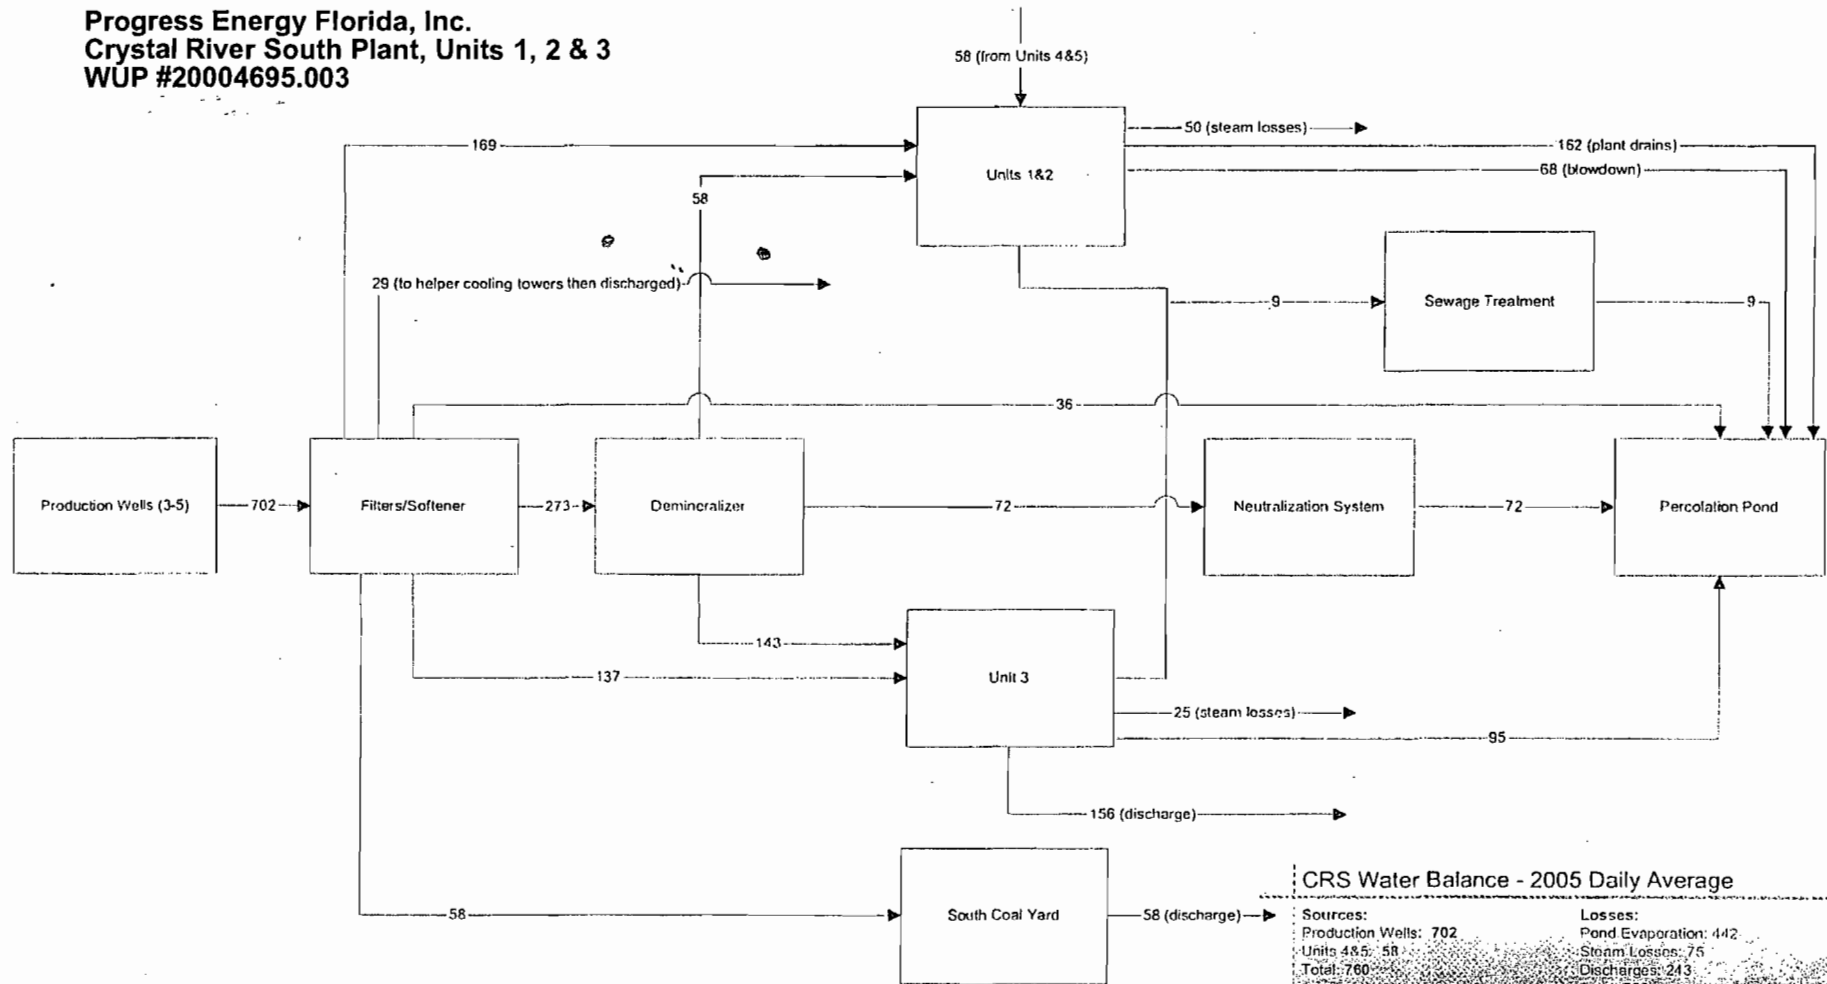 Progress Energy Florida, Inc.
Crystal River South Plant, Units 1, 2 & 3
WUP #20004695.003
58 (from Units 4&5)
50 (steam losses)
169
162 (plant drains)
Units 1&2
68 (blowdown)
58
29 (to helper cooling towers then discharged)
9
Sewage Treatment
9
36
Production Wells (3-5)
702
Filters/Softener
273
Demineralizer
72
Neutralization System
72
Percolation Pond
143
137
Unit 3
25 (steam losses)
95
156 (discharge)
58
South Coal Yard
58 (discharge)
CRS Water Balance - 2005 Daily Average
Sources:
Production Wells: 702
Units 4&5: 58
Total: 760
Losses:
Pond Evaporation: 442
Steam Losses: 75
Discharges: 243